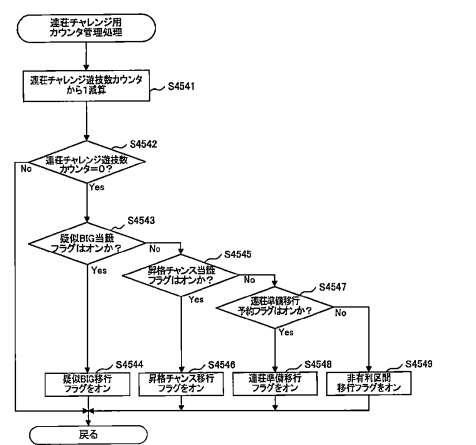 連荘チャレンジ用
カウンタ管理処理
連荘チャレンジ遊技数カウンタ
から1減算
S4541
連荘チャレンジ遊技数
カウンタ=0?
S4542
No
Yes
疑似BIG当籤
フラグはオンか?
S4543
No
Yes
昇格チャンス当籤
フラグはオンか?
S4545
No
Yes
連荘準備移行
予約フラグはオンか?
S4547
No
Yes
疑似BIG移行
フラグをオン
S4544
昇格チャンス移行
フラグをオン
S4546
連荘準備移行
フラグをオン
S4548
非有利区間
移行フラグをオン
S4549
戻る